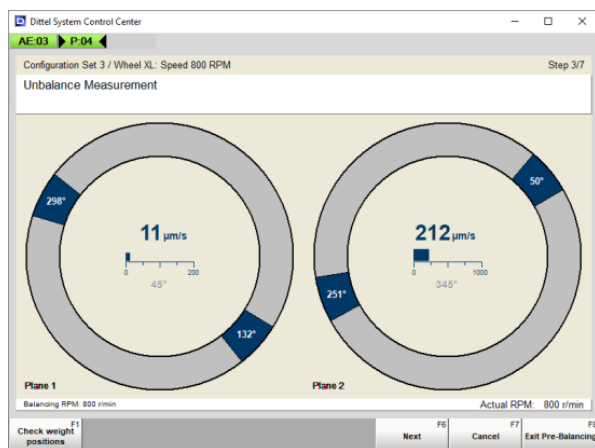 Dittel System Control Center
AE:03 P:04
Configuration Set 3 / Wheel XL: Speed 800 RPM Step 3/7
Unbalance Measurement
298°
132°
11 µm/s
0 200
45°
Plane 1
50°
251°
212 µm/s
0 1000
345°
Plane 2
Balancing RPM: 800 r/min Actual RPM: 800 r/min
F1 Check weight positions
F6 Next
F7 Cancel
F8 Exit Pre-Balancing